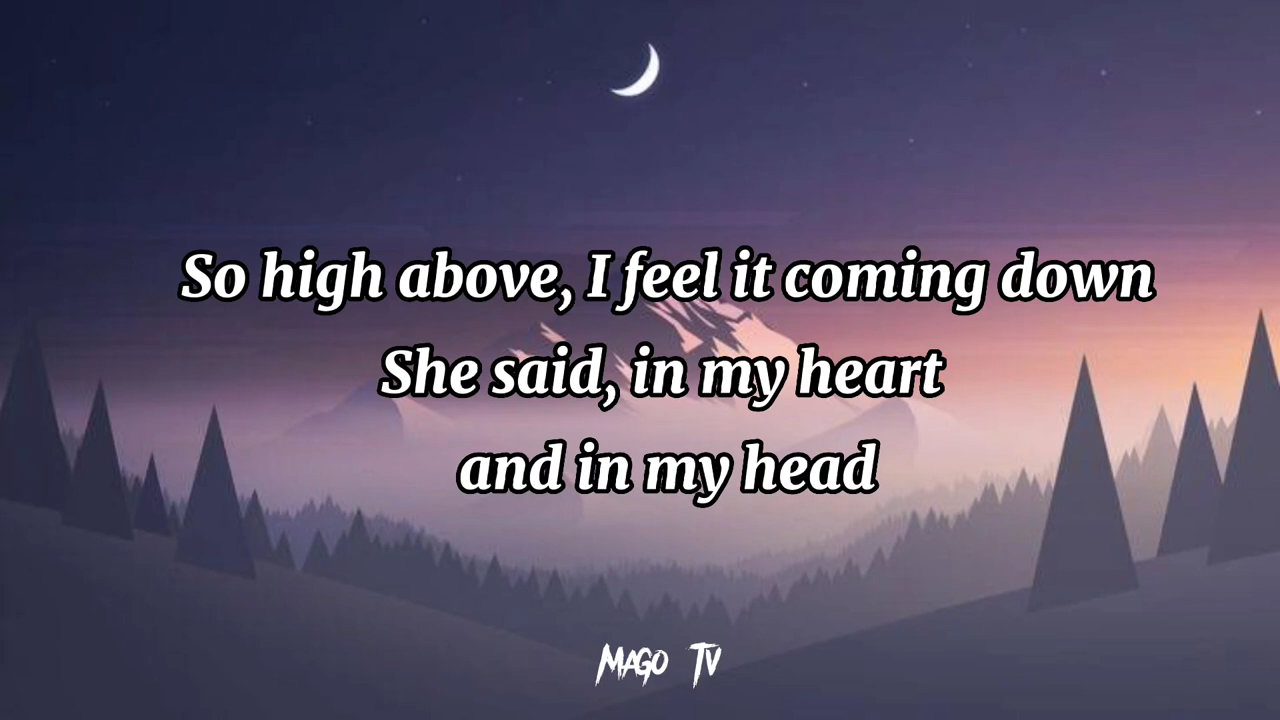 So high above, I feel it coming down
She said, in my heart
and in my head
MAGO TV